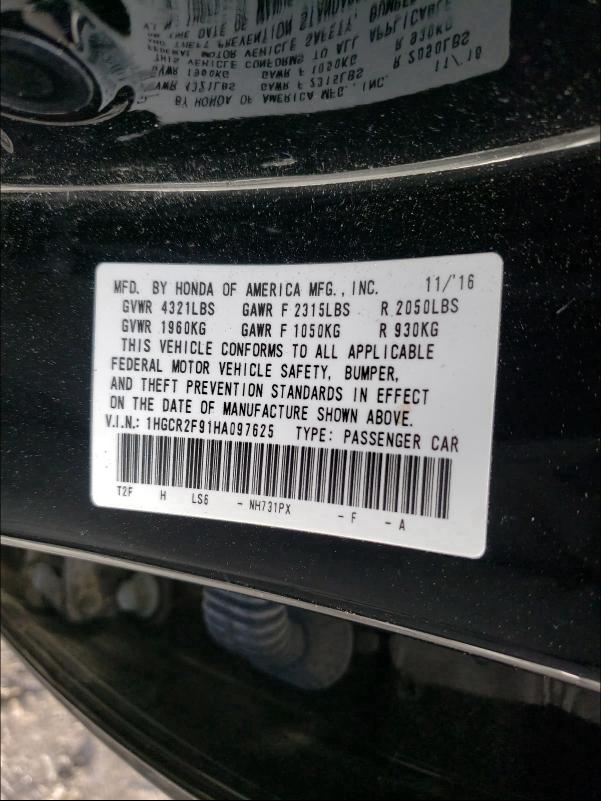 MFD. BY HONDA OF AMERICA MFG., INC. 11/'16
GVWR 4321LBS GAWR F 2315LBS R 2050LBS
GVWR 1960KG GAWR F 1050KG R 930KG
THIS VEHICLE CONFORMS TO ALL APPLICABLE
FEDERAL MOTOR VEHICLE SAFETY, BUMPER,
AND THEFT PREVENTION STANDARDS IN EFFECT
ON THE DATE OF MANUFACTURE SHOWN ABOVE.
V.I.N.: 1HGCR2F91HA097625 TYPE: PASSENGER CAR
T2F H LS6 - NH731PX - F - A